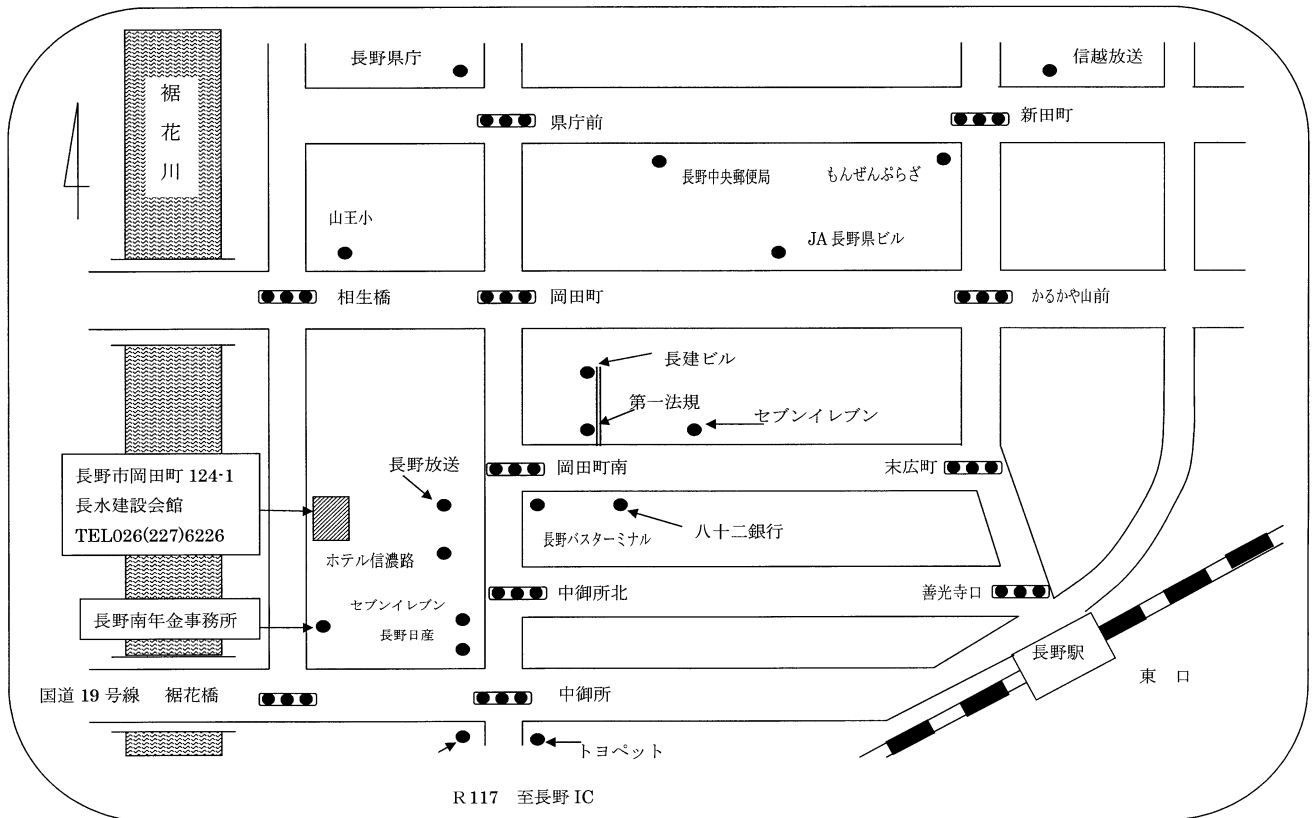 長野県庁
信越放送
裾花川
県庁前
新田町
長野中央郵便局
もんぜんぷらざ
山王小
JA長野県ビル
相生橋
岡田町
かるかや山前
長建ビル
第一法規
セブンイレブン
長野放送
岡田町南
末広町
長野市岡田町 124-1
長水建設会館
TEL026(227)6226
長野バスターミナル
八十二銀行
ホテル信濃路
中御所北
善光寺口
セブンイレブン
長野南年金事務所
長野日産
長野駅
東 口
国道 19 号線 裾花橋
中御所
トヨペット
R117 至長野 IC